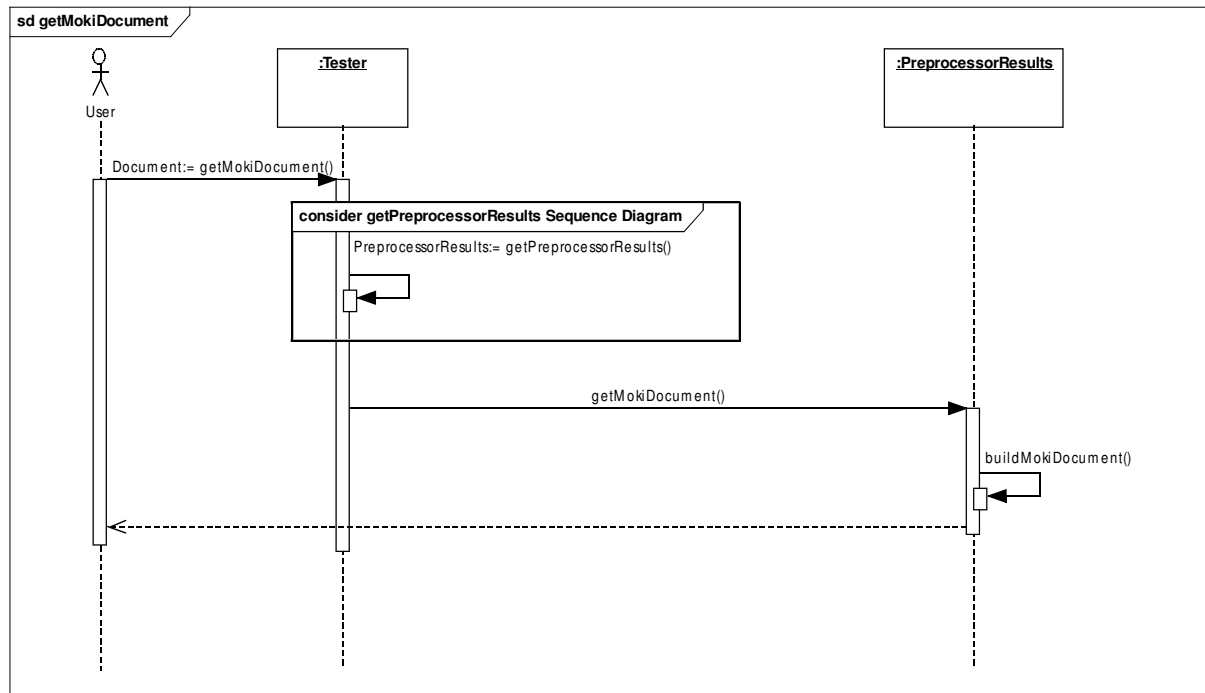 sd getMokiDocument
:Tester
:PreprocessorResults
User
Document:= getMokiDocument()
consider getPreprocessorResults Sequence Diagram
PreprocessorResults:= getPreprocessorResults()
getMokiDocument()
buildMokiDocument()